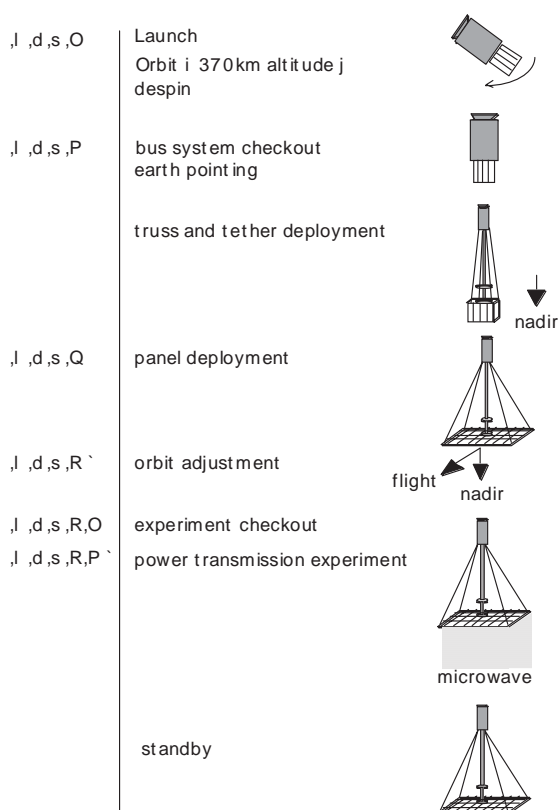 ,I ,d ,s ,O Launch
Orbit i 370km altitude j
despin
,I ,d ,s ,P bus system checkout
earth pointing
truss and tether deployment
nadir
,I ,d ,s ,Q panel deployment
,I ,d ,s ,R ` orbit adjustment
flight
nadir
,I ,d ,s ,R,O experiment checkout
,I ,d ,s ,R,P ` power transmission experiment
microwave
standby